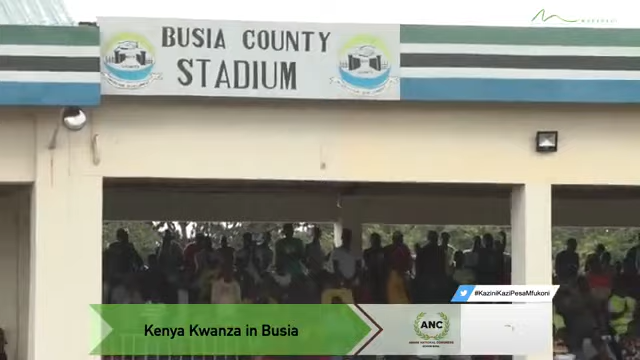 BUSIA COUNTY
STADIUM
#KaziniKaziPesaMfukoni
Kenya Kwanza in Busia
ANC